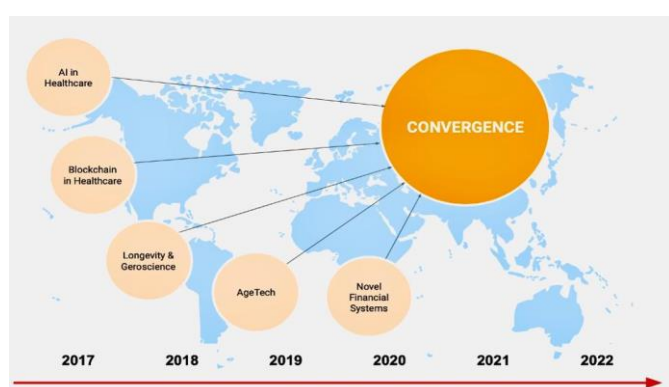 AI in
Healthcare
CONVERGENCE
Blockchain
in Healthcare
Longevity &
Geroscience
AgeTech
Novel
Financial
Systems
2017 2018 2019 2020 2021 2022